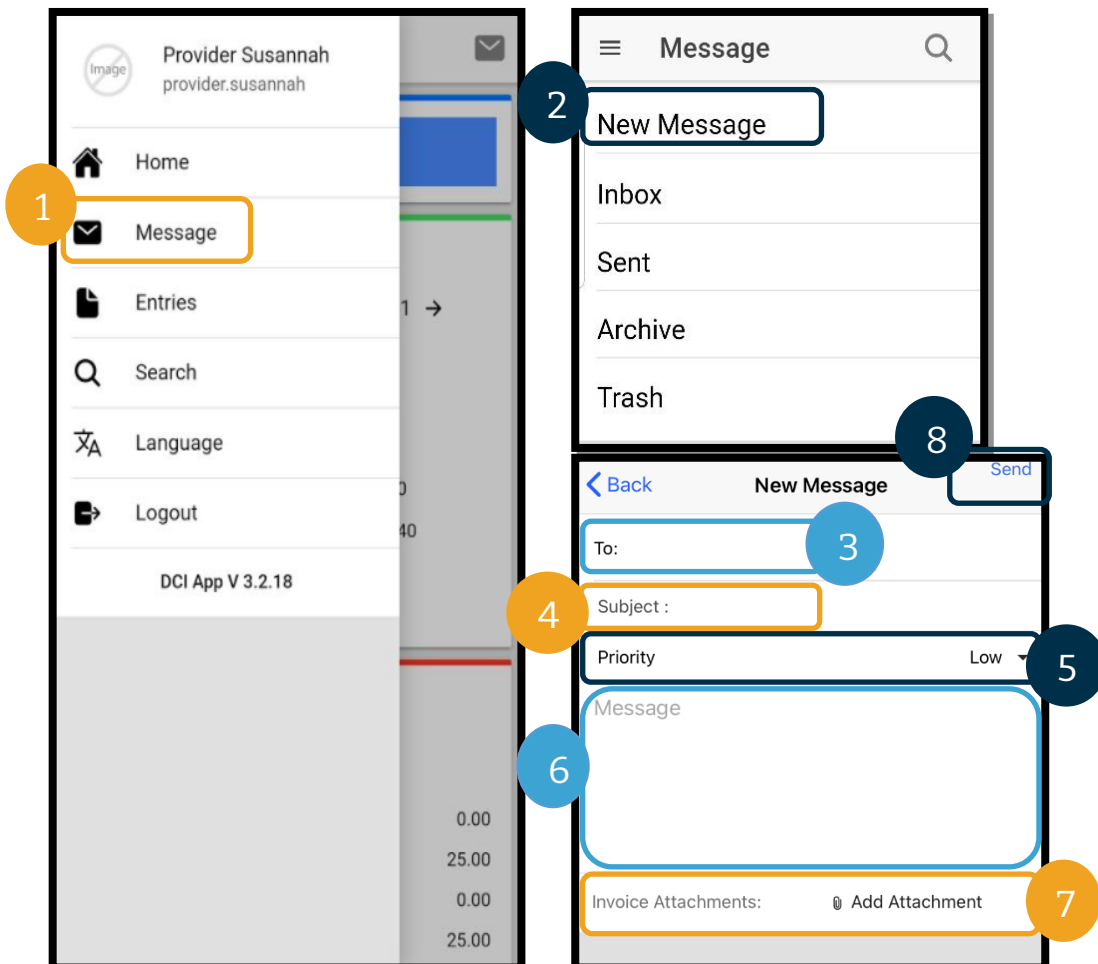 Image
Provider Susannah
provider.susannah
Home
1
Message
Entries
Search
Language
Logout
DCI App V 3.2.18
1 →
0
40
0.00
25.00
0.00
25.00
Message
2
New Message
Inbox
Sent
Archive
Trash
8
Back
New Message
Send
To:
3
4
Subject :
Priority
Low
5
Message
6
Invoice Attachments:
Add Attachment
7